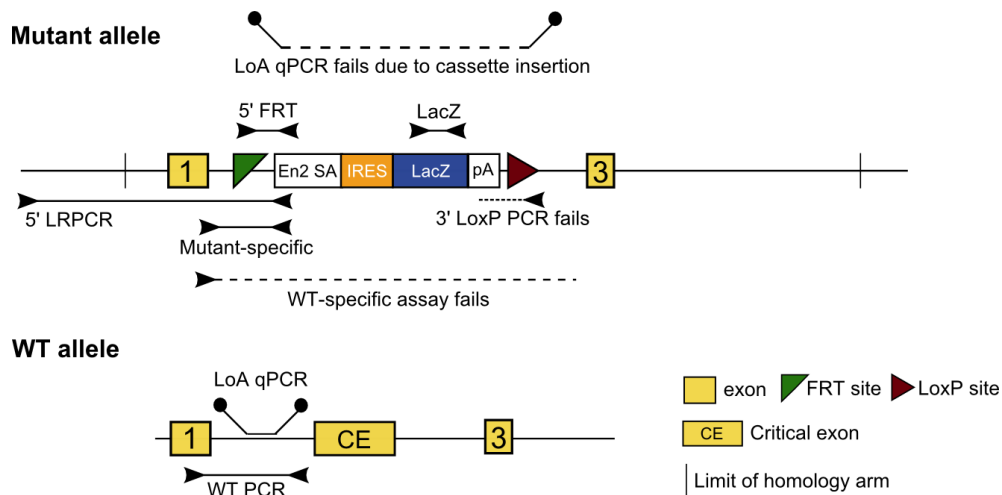 Mutant allele
LoA qPCR fails due to cassette insertion
5' FRT
LacZ
1
En2 SA
IRES
LacZ
pA
3
5' LRPCR
3' LoxP PCR fails
Mutant-specific
WT-specific assay fails
WT allele
LoA qPCR
1
CE
3
WT PCR
exon
FRT site
LoxP site
CE
Critical exon
Limit of homology arm